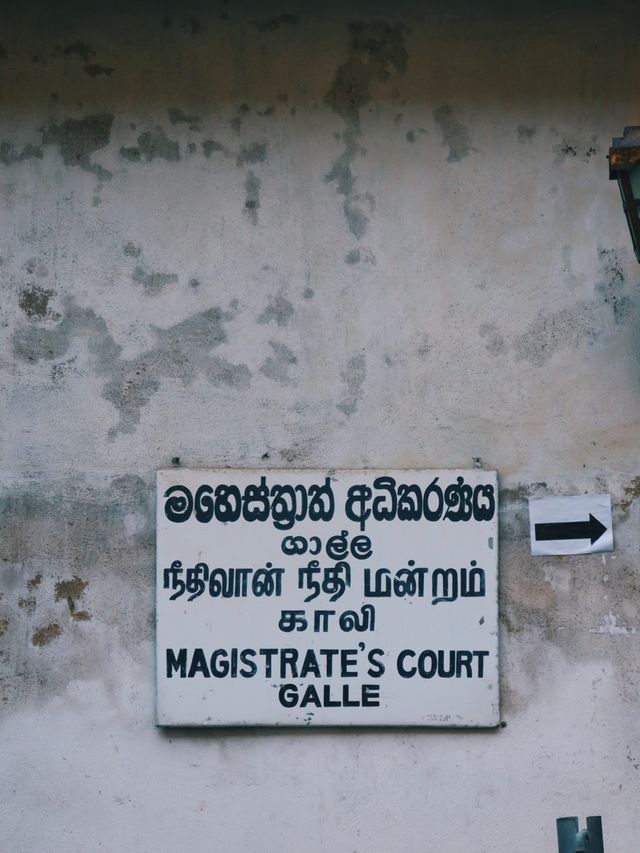 මහෙස්ත්‍රාත් අධිකරණය
ගාල්ල
நீதிவான் நீதி மன்றம்
காலி
MAGISTRATE'S COURT
GALLE